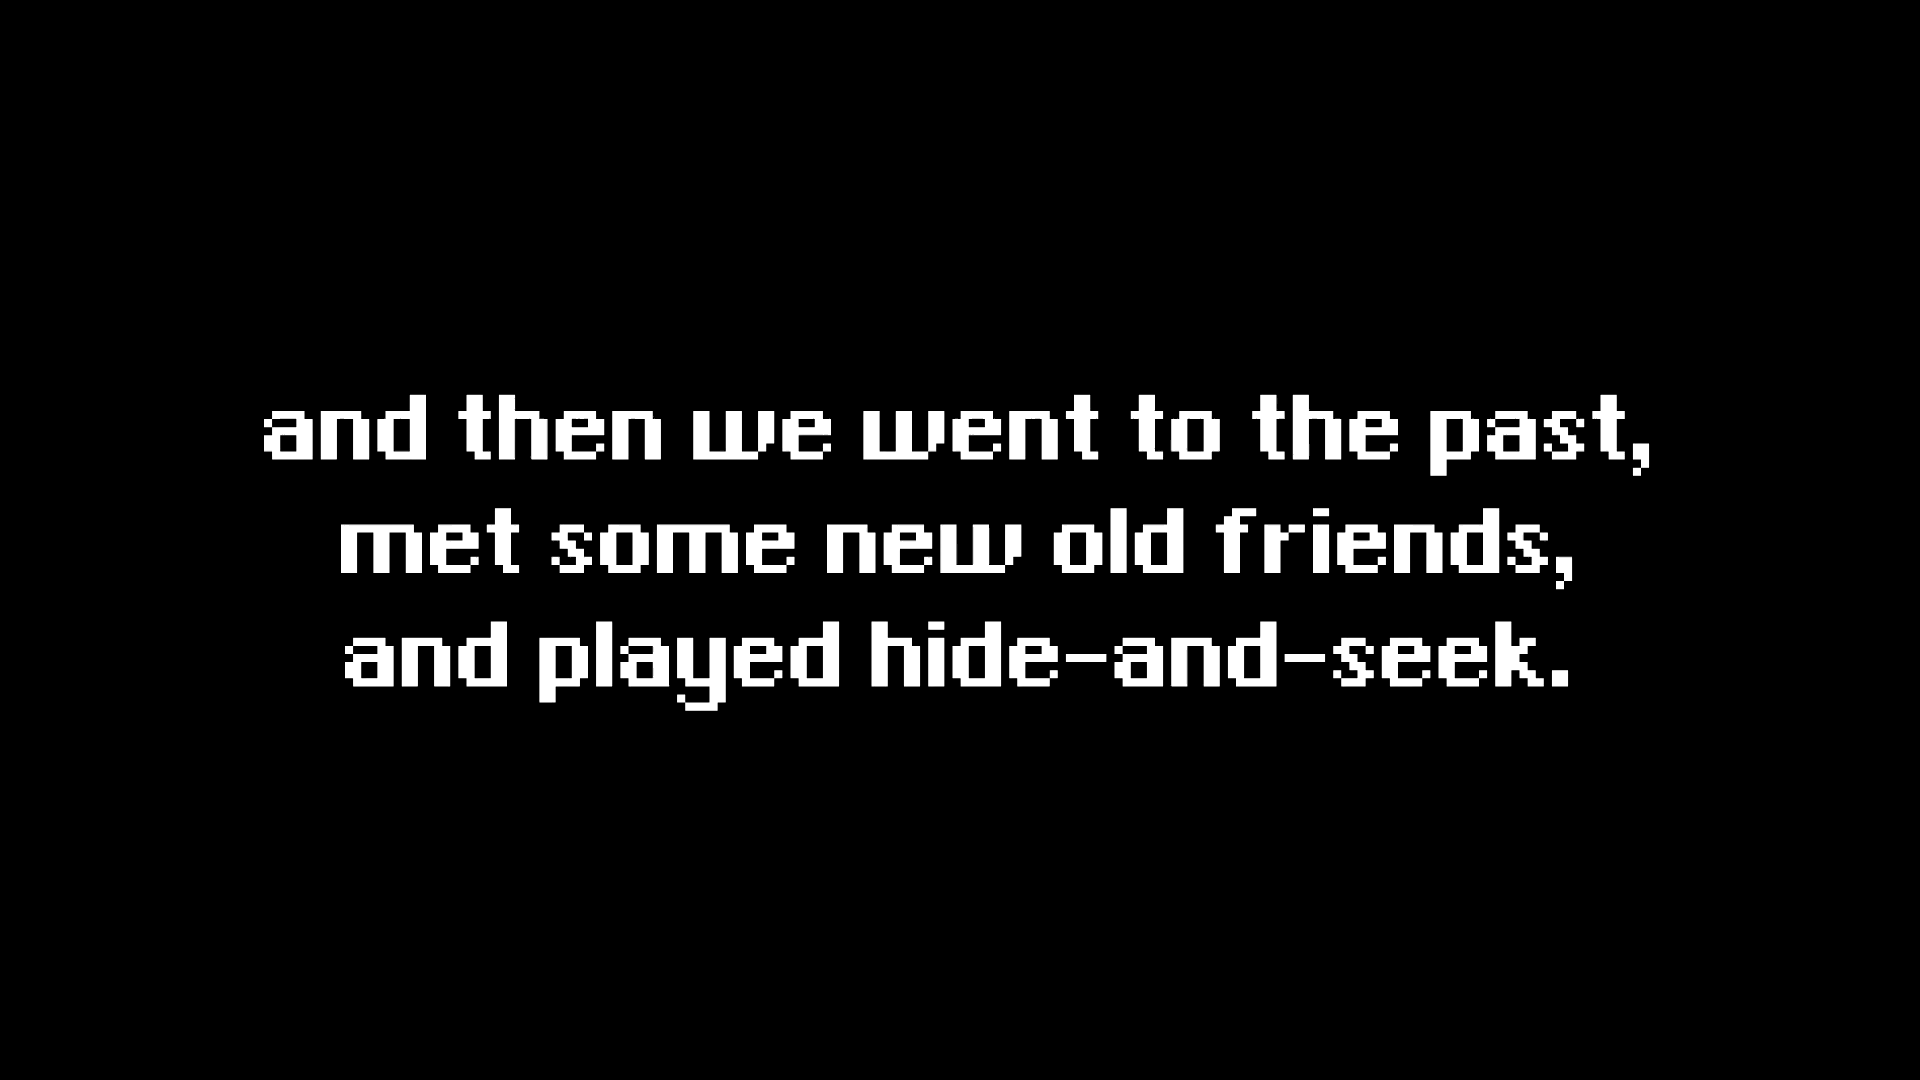 and then we went to the past,
met some new old friends,
and played hide-and-seek.